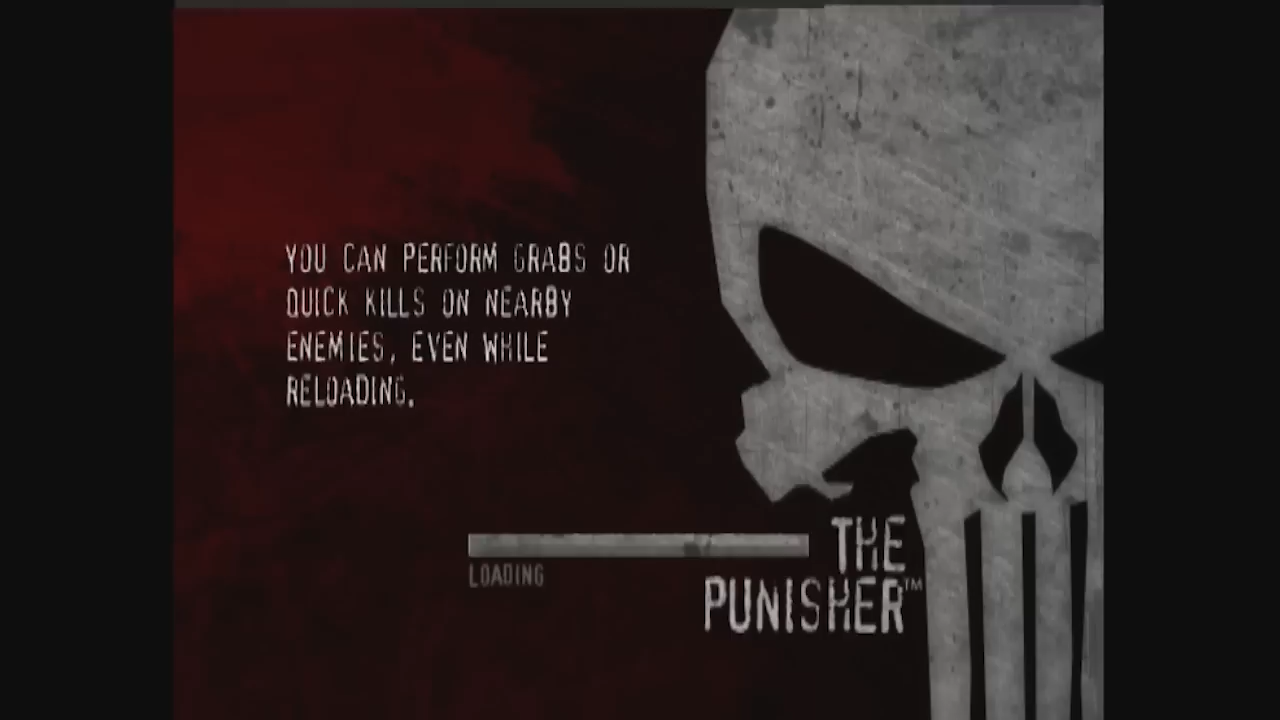 YOU CAN PERFORM GRABS OR
QUICK KILLS ON NEARBY
ENEMIES, EVEN WHILE
RELOADING.
LOADING
THE
PUNISHER™